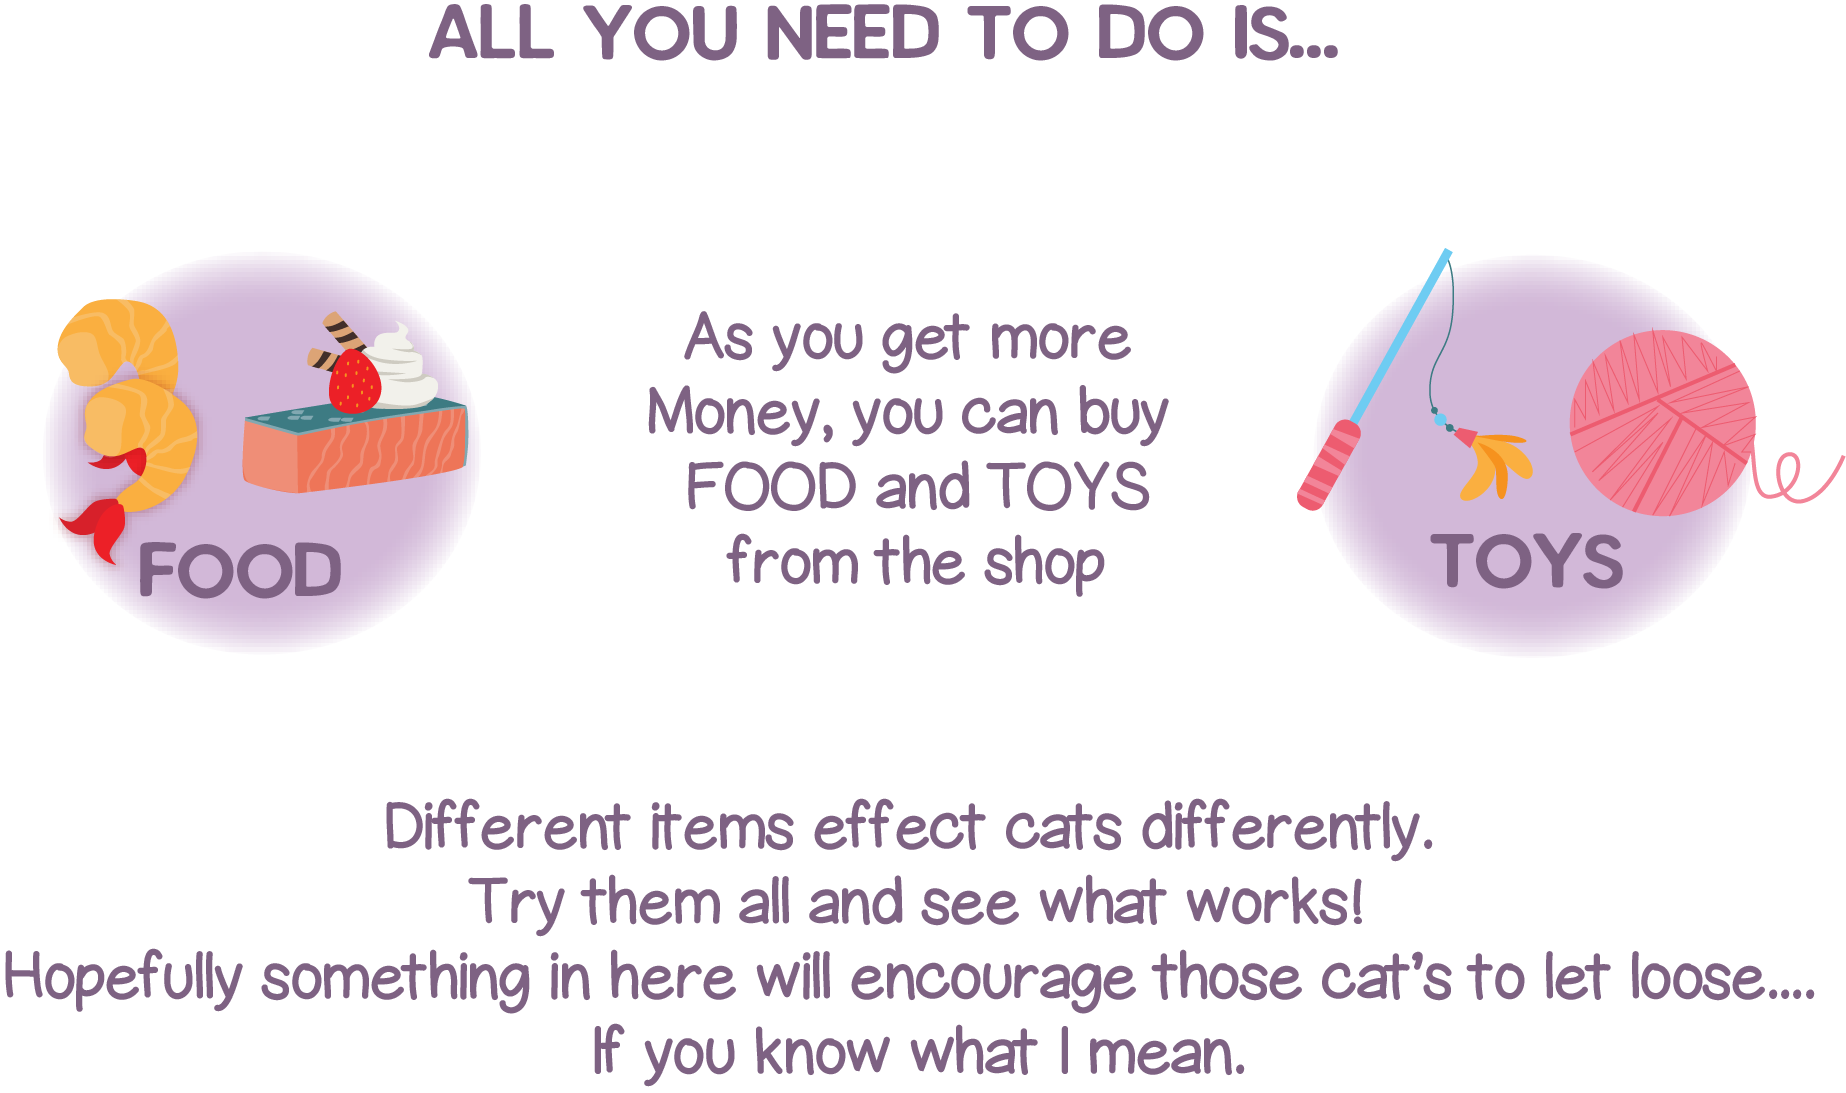 ALL YOU NEED TO DO IS...
As you get more
Money, you can buy
FOOD and TOYS
from the shop
FOOD
TOYS
Different items effect cats differently.
Try them all and see what works!
Hopefully something in here will encourage those cat's to let loose....
If you know what I mean.